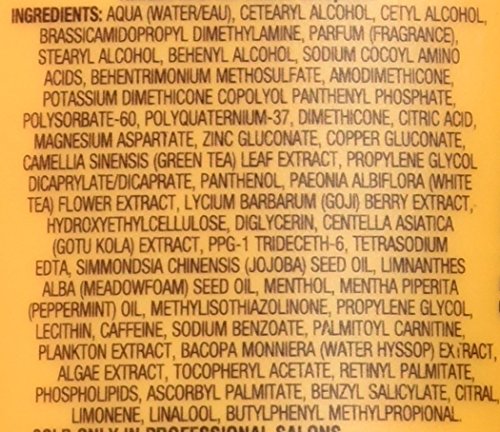 INGREDIENTS: AQUA (WATER/EAU), CETEARYL ALCOHOL, CETYL ALCOHOL,
BRASSICAMIDOPROPYL DIMETHYLAMINE, PARFUM (FRAGRANCE),
STEARYL ALCOHOL, BEHENYL ALCOHOL, SODIUM COCOYL AMINO
ACIDS, BEHENTRIMONIUM METHOSULFATE, AMODIMETHICONE,
POTASSIUM DIMETHICONE COPOLYOL PANTHENYL PHOSPHATE,
POLYSORBATE-60, POLYQUATERNIUM-37, DIMETHICONE, CITRIC ACID,
MAGNESIUM ASPARTATE, ZINC GLUCONATE, COPPER GLUCONATE,
CAMELLIA SINENSIS (GREEN TEA) LEAF EXTRACT, PROPYLENE GLYCOL
DICAPRYLATE/DICAPRATE, PANTHENOL, PAEONIA ALBIFLORA (WHITE
TEA) FLOWER EXTRACT, LYCIUM BARBARUM (GOJI) BERRY EXTRACT,
HYDROXYETHYLCELLULOSE, DIGLYCERIN, CENTELLA ASIATICA
(GOTU KOLA) EXTRACT, PPG-1 TRIDECETH-6, TETRASODIUM
EDTA, SIMMONDSIA CHINENSIS (JOJOBA) SEED OIL, LIMNANTHES
ALBA (MEADOWFOAM) SEED OIL, MENTHOL, MENTHA PIPERITA
(PEPPERMINT) OIL, METHYLISOTHIAZOLINONE, PROPYLENE GLYCOL,
LECITHIN, CAFFEINE, SODIUM BENZOATE, PALMITOYL CARNITINE,
PLANKTON EXTRACT, BACOPA MONNIERA (WATER HYSSOP) EXTRACT,
ALGAE EXTRACT, TOCOPHERYL ACETATE, RETINYL PALMITATE,
PHOSPHOLIPIDS, ASCORBYL PALMITATE, BENZYL SALICYLATE, CITRAL,
LIMONENE, LINALOOL, BUTYLPHENYL METHYLPROPIONAL.
SOLD ONLY IN PROFESSIONAL SALONS